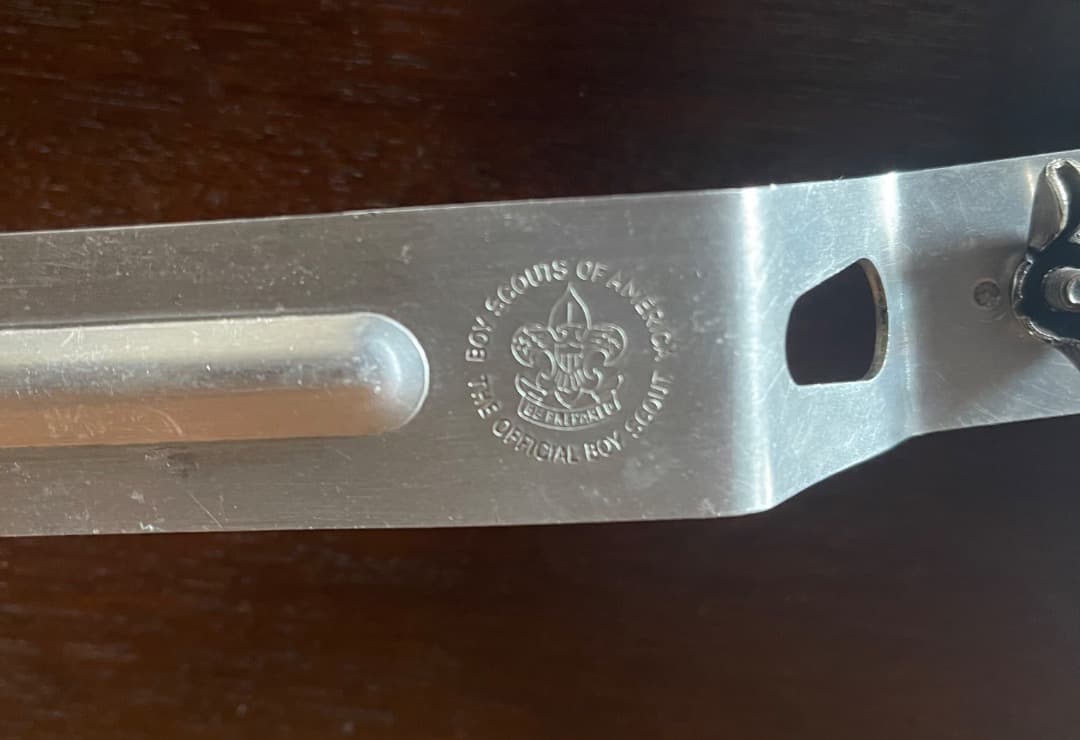 BOY SCOUTS OF AMERICA
THE OFFICIAL BOY SCOUT
BE PREPARED